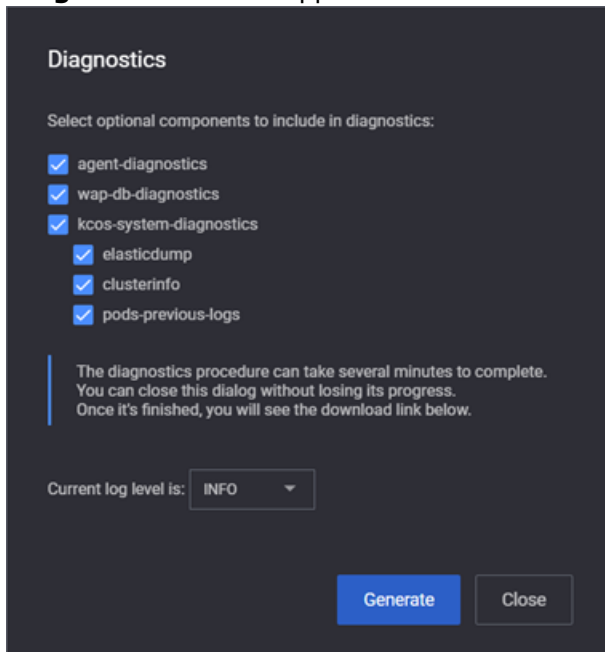 Diagnostics
Select optional components to include in diagnostics:
agent-diagnostics
wap-db-diagnostics
kcos-system-diagnostics
elasticdump
clusterinfo
pods-previous-logs
The diagnostics procedure can take several minutes to complete.
You can close this dialog without losing its progress.
Once it's finished, you will see the download link below.
Current log level is: INFO
Generate Close